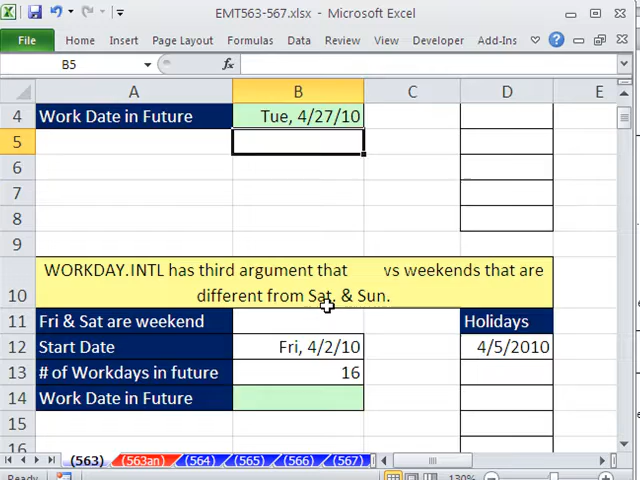 EMT563-567.xlsx - Microsoft Excel
File Home Insert Page Layout Formulas Data Review View Developer Add-Ins
B5 fx
A B C D E
4 Work Date in Future Tue, 4/27/10
5
6
7
8
9
WORKDAY.INTL has third argument that vs weekends that are
10 different from Sat, & Sun.
11 Fri & Sat are weekend Holidays
12 Start Date Fri, 4/2/10 4/5/2010
13 # of Workdays in future 16
14 Work Date in Future
15
16
(563) (563an) (564) (565) (566) (567)
Ready 130%